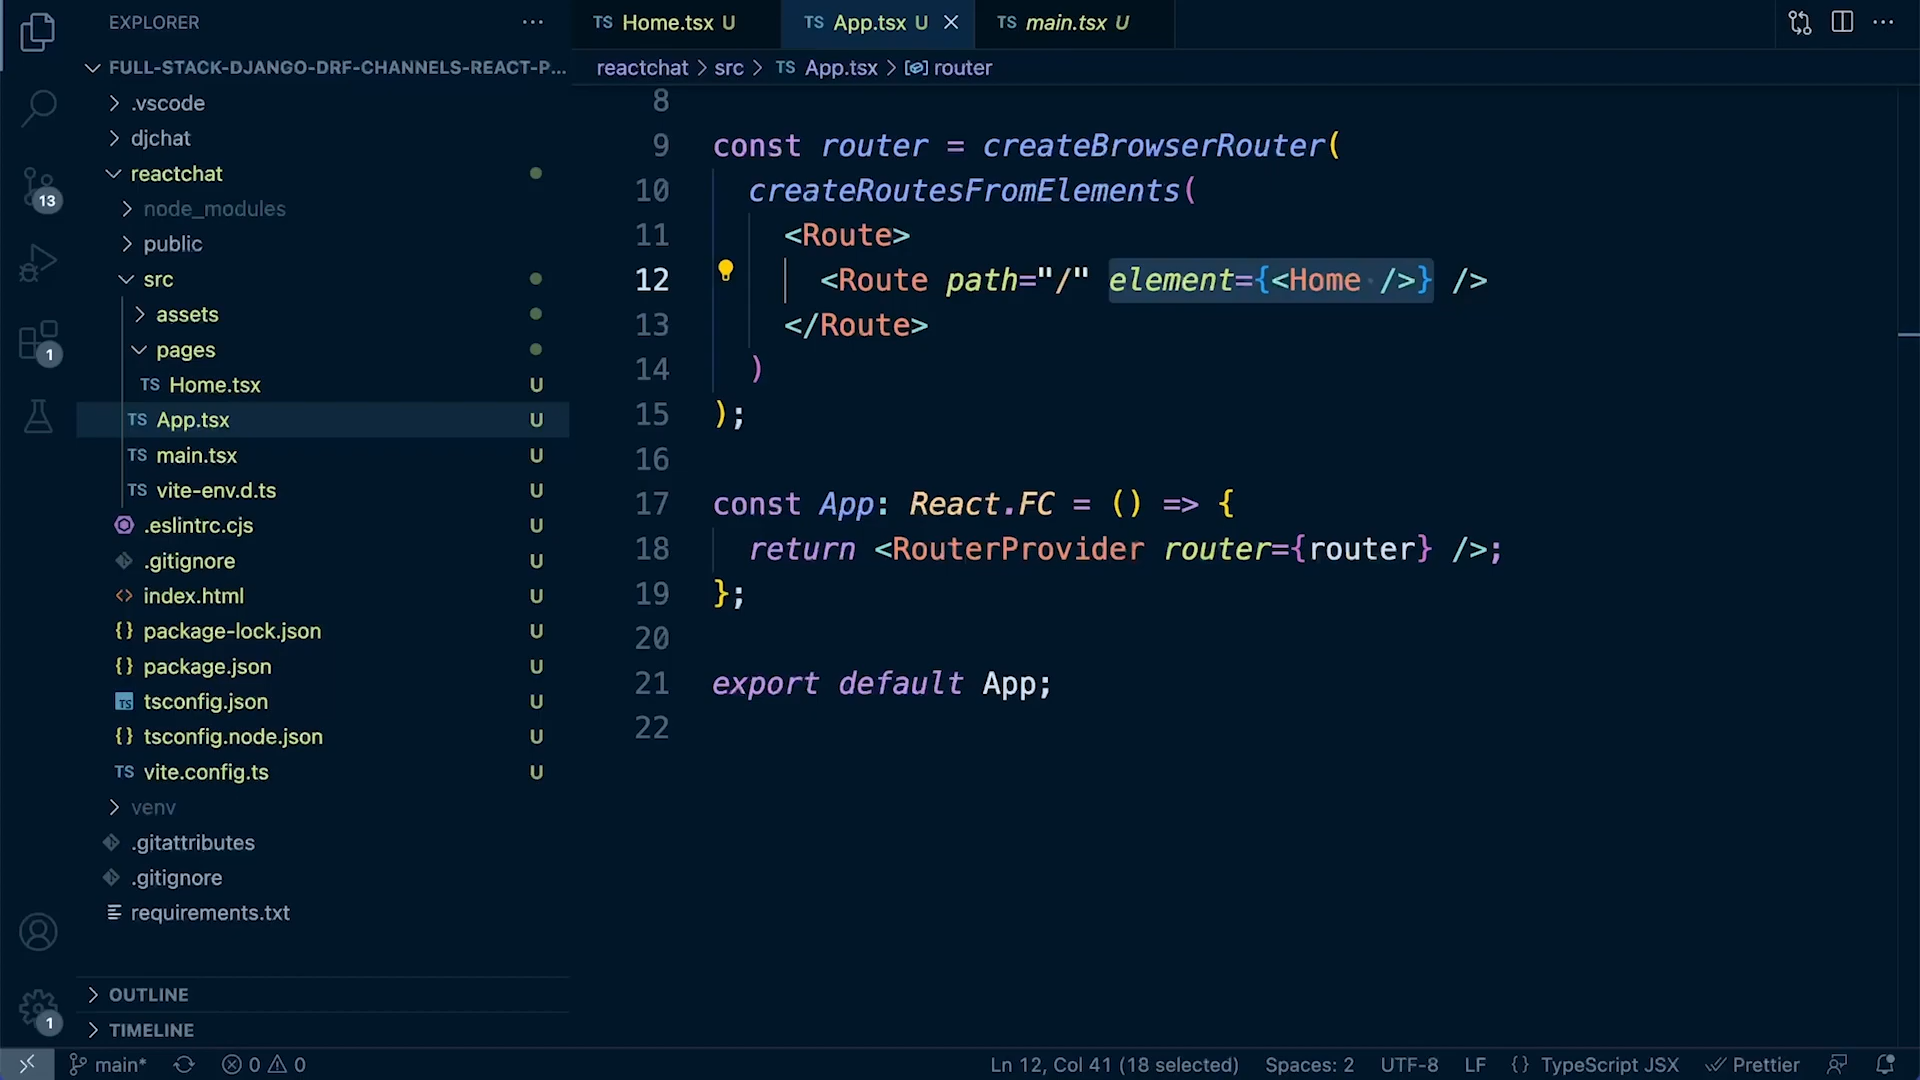 EXPLORER
FULL-STACK-DJANGO-DRF-CHANNELS-REACT-P...
.vscode
djchat
reactchat
node_modules
public
src
assets
pages
TS Home.tsx U
TS App.tsx U
TS main.tsx U
TS vite-env.d.ts U
.eslintrc.cjs U
.gitignore U
<> index.html U
{} package-lock.json U
{} package.json U
TS tsconfig.json U
{} tsconfig.node.json U
TS vite.config.ts U
venv
.gitattributes
.gitignore
requirements.txt
OUTLINE
TIMELINE
13
1
1
TS Home.tsx U
TS App.tsx U
TS main.tsx U
reactchat > src > TS App.tsx > router
8
9 const router = createBrowserRouter(
10 createRoutesFromElements(
11 <Route>
12 <Route path="/" element={<Home />} />
13 </Route>
14 )
15 );
16
17 const App: React.FC = () => {
18 return <RouterProvider router={router} />;
19 };
20
21 export default App;
22
main* 0 0 Ln 12, Col 41 (18 selected) Spaces: 2 UTF-8 LF {} TypeScript JSX Prettier